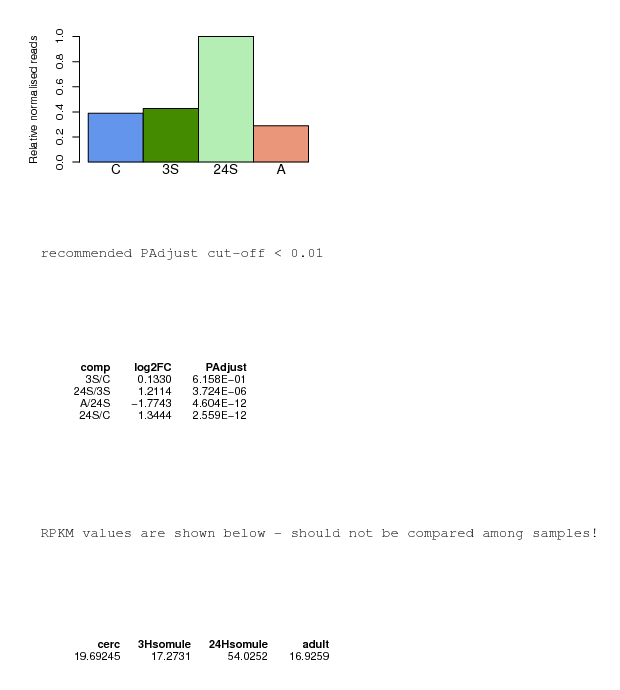 Relative normalised reads
1.0
0.8
0.6
0.4
0.2
0.0
C 3S 24S A
recommended PAdjust cut-off < 0.01
comp log2FC PAdjust
3S/C 0.1330 6.158E−01
24S/3S 1.2114 3.724E−06
A/24S −1.7743 4.604E−12
24S/C 1.3444 2.559E−12
RPKM values are shown below - should not be compared among samples!
cerc 3Hsomule 24Hsomule adult
19.69245 17.2731 54.0252 16.9259